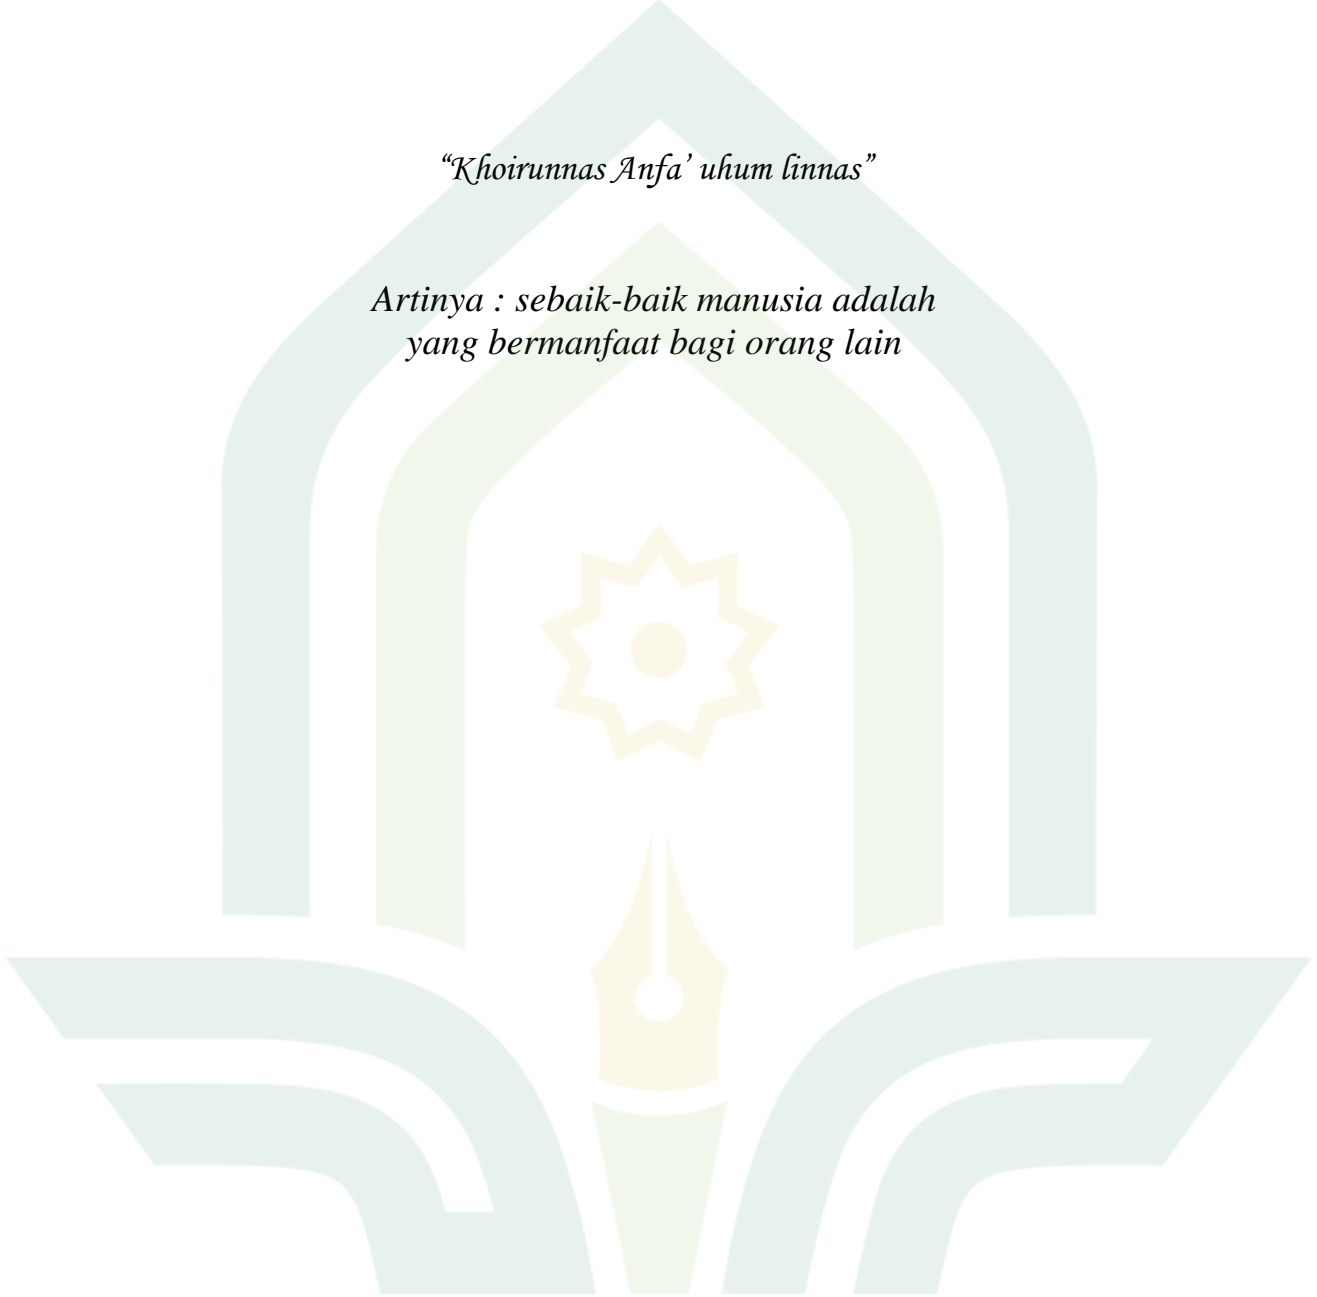 “Khoirunnas Anfa’ uhum linnas”
Artinya : sebaik-baik manusia adalah
yang bermanfaat bagi orang lain